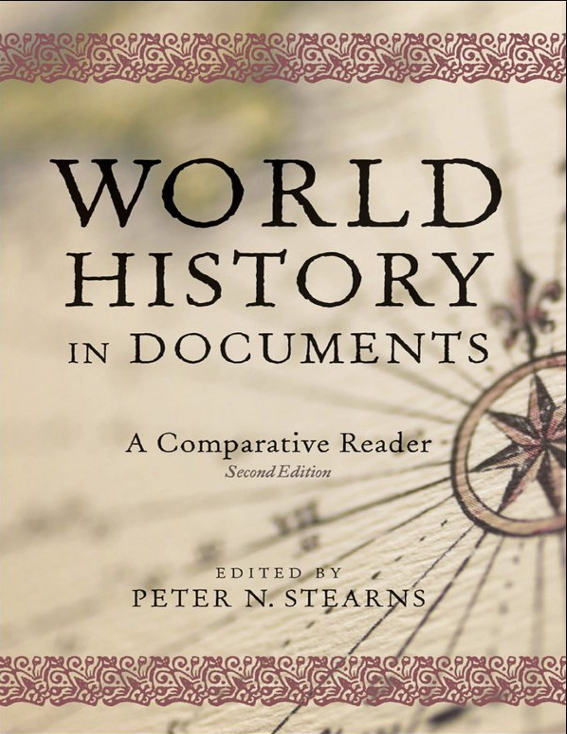 WORLD
HISTORY
IN DOCUMENTS
A Comparative Reader
Second Edition
EDITED BY
PETER N. STEARNS